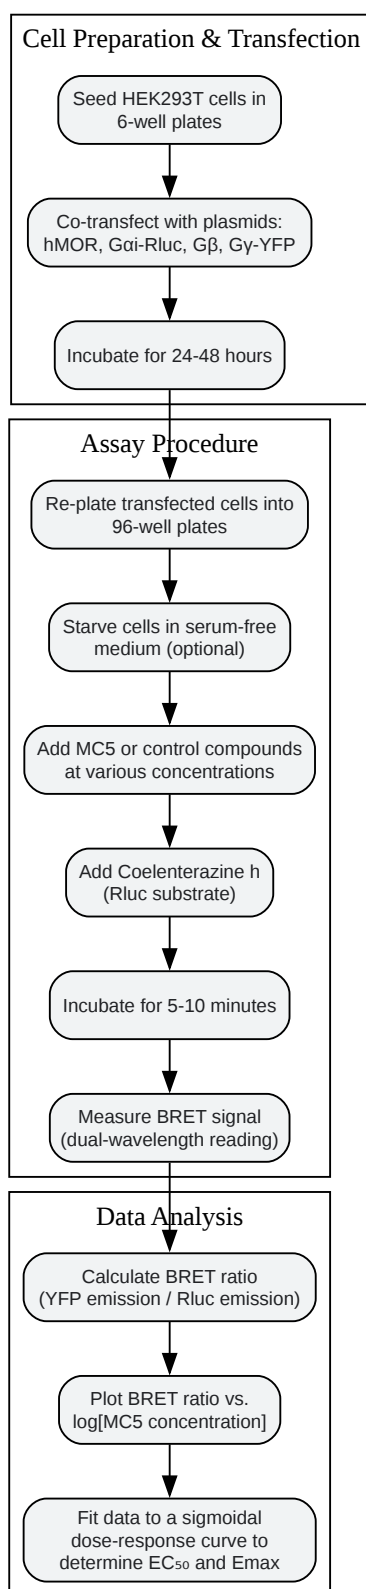 Cell Preparation & Transfection
Seed HEK293T cells in
6-well plates
Co-transfect with plasmids:
hMOR, Gαi-Rluc, Gβ, Gγ-YFP
Incubate for 24-48 hours
Assay Procedure
Re-plate transfected cells into
96-well plates
Starve cells in serum-free
medium (optional)
Add MC5 or control compounds
at various concentrations
Add Coelenterazine h
(Rluc substrate)
Incubate for 5-10 minutes
Measure BRET signal
(dual-wavelength reading)
Data Analysis
Calculate BRET ratio
(YFP emission / Rluc emission)
Plot BRET ratio vs.
log[MC5 concentration]
Fit data to a sigmoidal
dose-response curve to
determine EC₅₀ and Emax